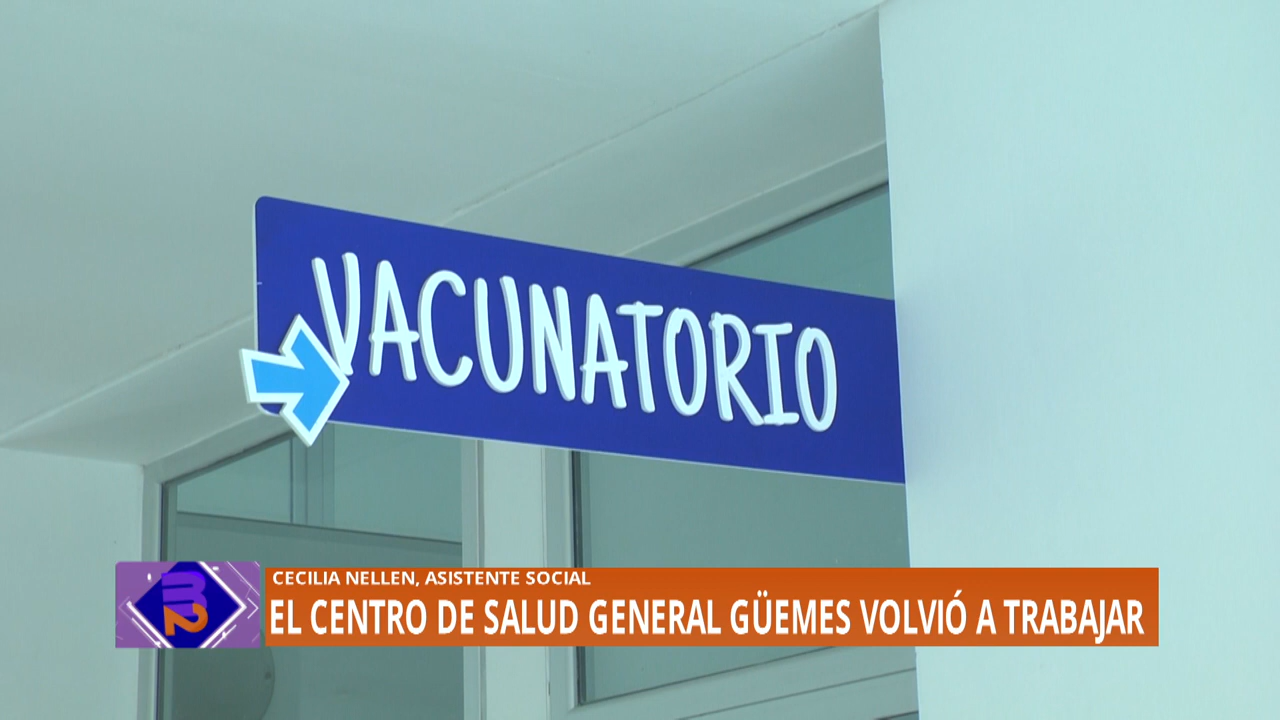 VACUNATORIO
CECILIA NELLEN, ASISTENTE SOCIAL
EL CENTRO DE SALUD GENERAL GÜEMES VOLVIÓ A TRABAJAR